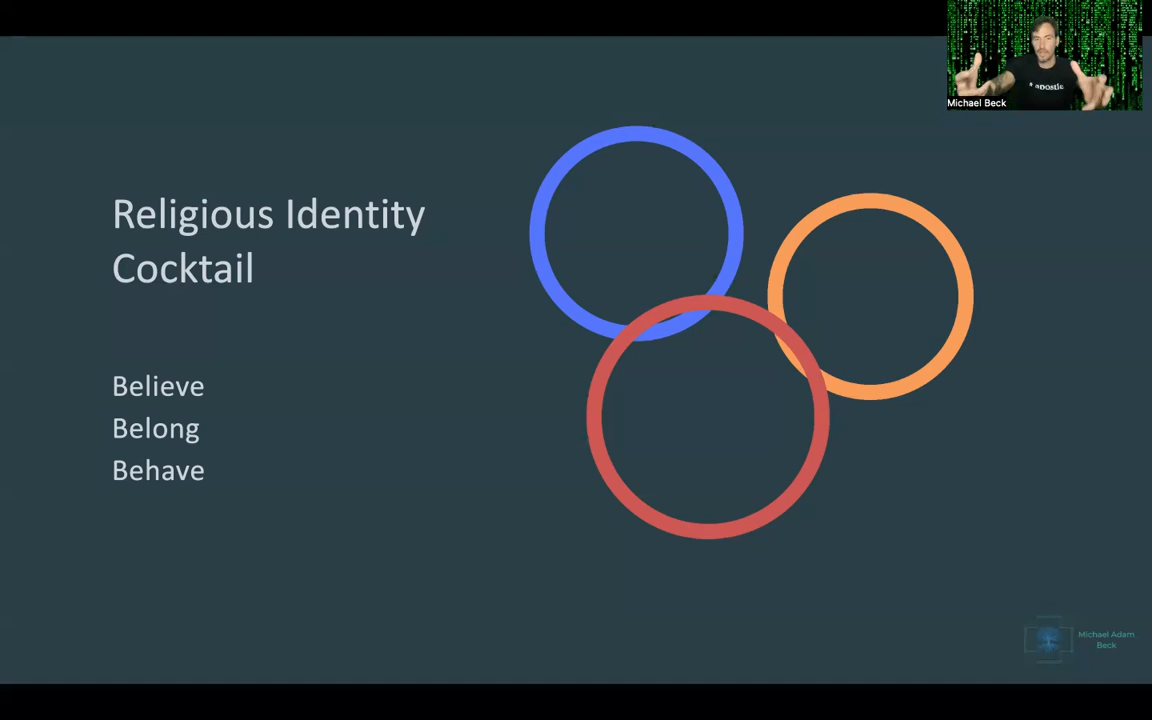 Michael Beck
Religious Identity
Cocktail
Believe
Belong
Behave
Michael Adam
Beck